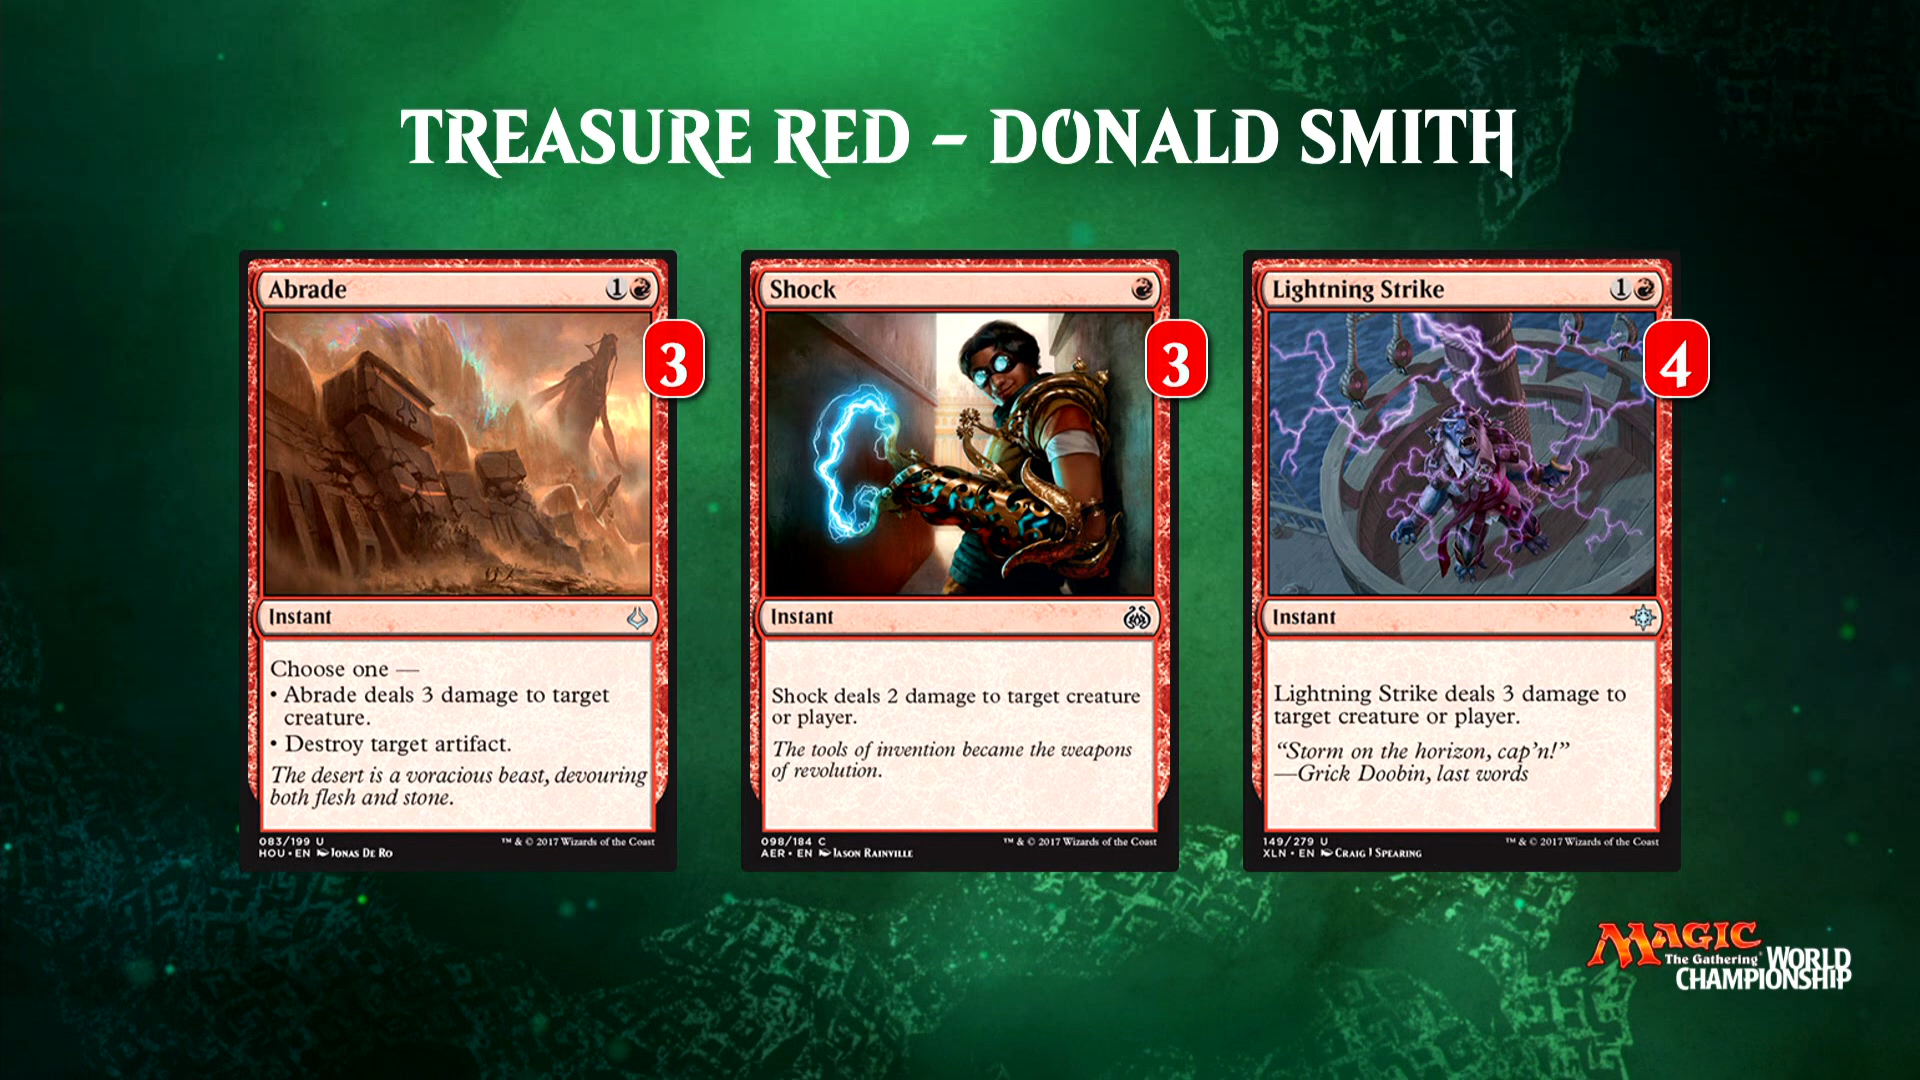 TREASURE RED – DONALD SMITH
Abrade 1
3
Instant
Choose one —
• Abrade deals 3 damage to target
creature.
• Destroy target artifact.
The desert is a voracious beast, devouring
both flesh and stone.
083/199 U
HOU • EN Jonas De Ro
™ & © 2017 Wizards of the Coast
Shock
3
Instant
Shock deals 2 damage to target creature
or player.
The tools of invention became the weapons
of revolution.
098/184 C
AER • EN Jason Rainville
™ & © 2017 Wizards of the Coast
Lightning Strike 1
4
Instant
Lightning Strike deals 3 damage to
target creature or player.
“Storm on the horizon, cap’n!”
—Grick Doobin, last words
149/279 U
XLN • EN Craig J Spearing
™ & © 2017 Wizards of the Coast
MAGIC
The Gathering®
WORLD
CHAMPIONSHIP